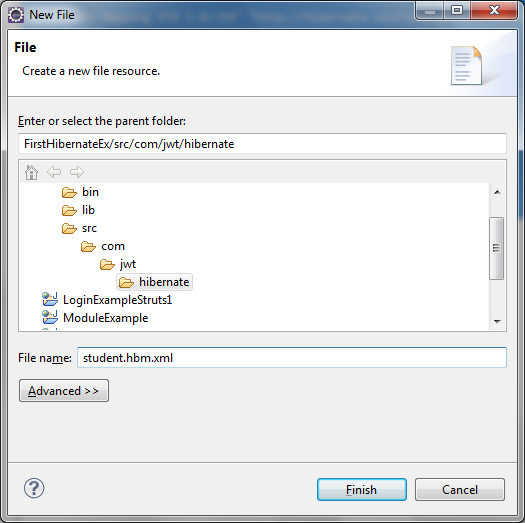 New File
File
Create a new file resource.
Enter or select the parent folder:
FirstHibernateEx/src/com/jwt/hibernate
bin
lib
src
com
jwt
hibernate
LoginExampleStruts1
ModuleExample
File name: student.hbm.xml
Advanced >>
? Finish Cancel